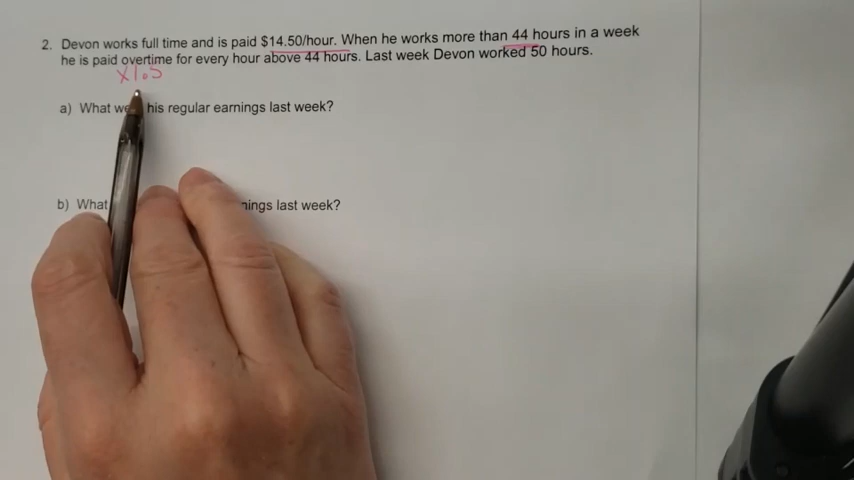 2. Devon works full time and is paid $14.50/hour. When he works more than 44 hours in a week
he is paid overtime for every hour above 44 hours. Last week Devon worked 50 hours.
x1.5
a) What his regular earnings last week?
b) What last week?